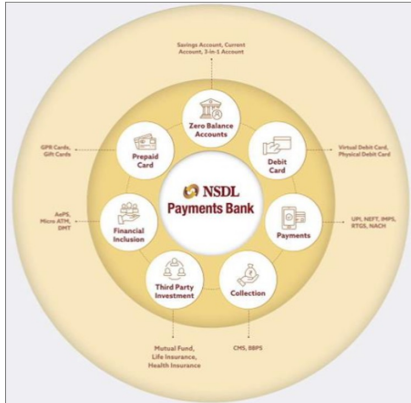 Savings Account, Current
Account, 3-in-1 Account
Zero Balance
Accounts
GPR Cards,
Gift Cards
Prepaid
Card
Debit
Card
Virtual Debit Card,
Physical Debit Card
NSDL
Payments Bank
AePS,
Micro ATM,
DMT
Financial
Inclusion
Payments
UPI, NEFT, IMPS,
RTGS, NACH
Third Party
Investment
Collection
Mutual Fund,
Life Insurance,
Health Insurance
CMS, BBPS